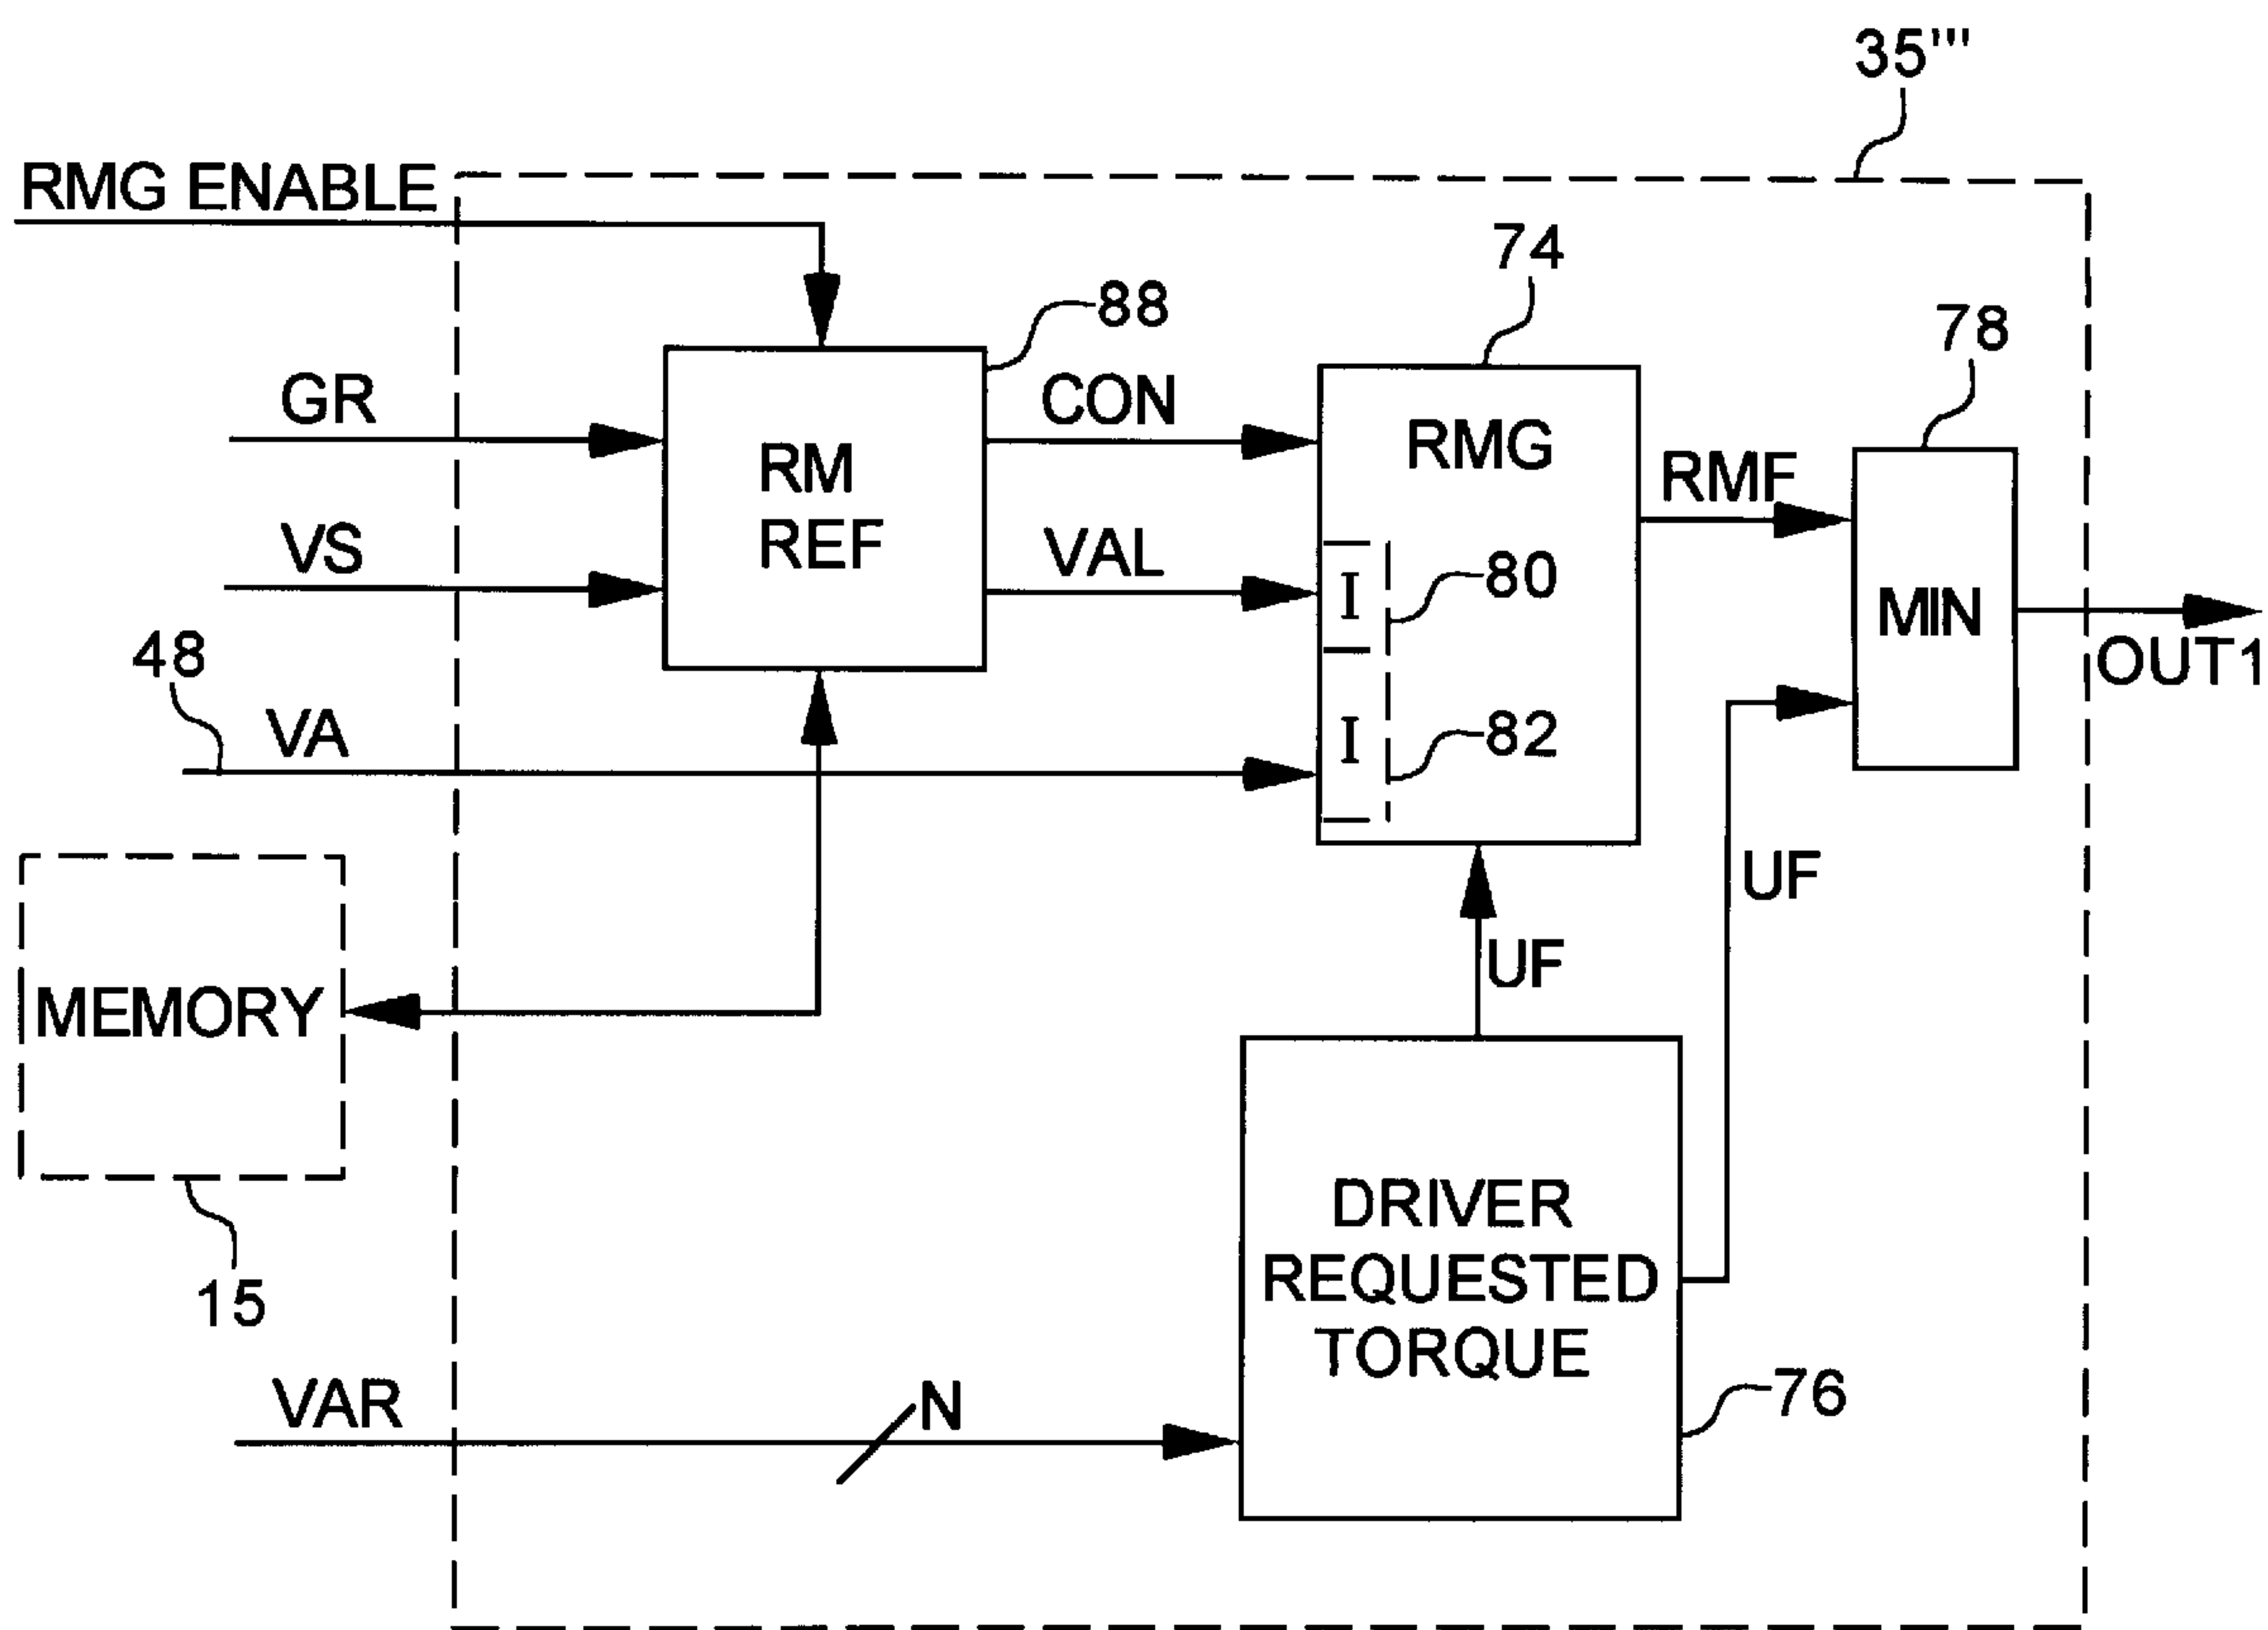 35'''
RMG ENABLE
74
88
78
GR
CON
RMG
RM
REF
RMF
VS
VAL
I
80
MIN
48
VA
I
82
OUT1
UF
UF
MEMORY
DRIVER
REQUESTED
TORQUE
15
VAR
N
76